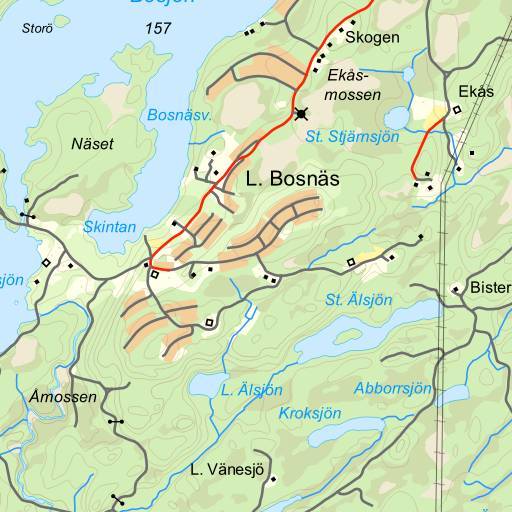 Storö
157
Skogen
Ekås-
mossen
Ekås
Bosnäsv.
St. Stjärnsjön
Näset
L. Bosnäs
Skintan
sjön
Bister
St. Älsjön
Åmossen
L. Älsjön
Abborrsjön
Kroksjön
L. Vänesjö